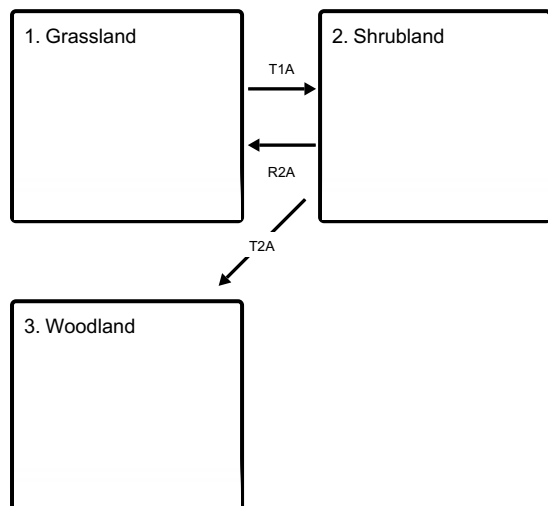 1. Grassland
2. Shrubland
T1A
R2A
T2A
3. Woodland